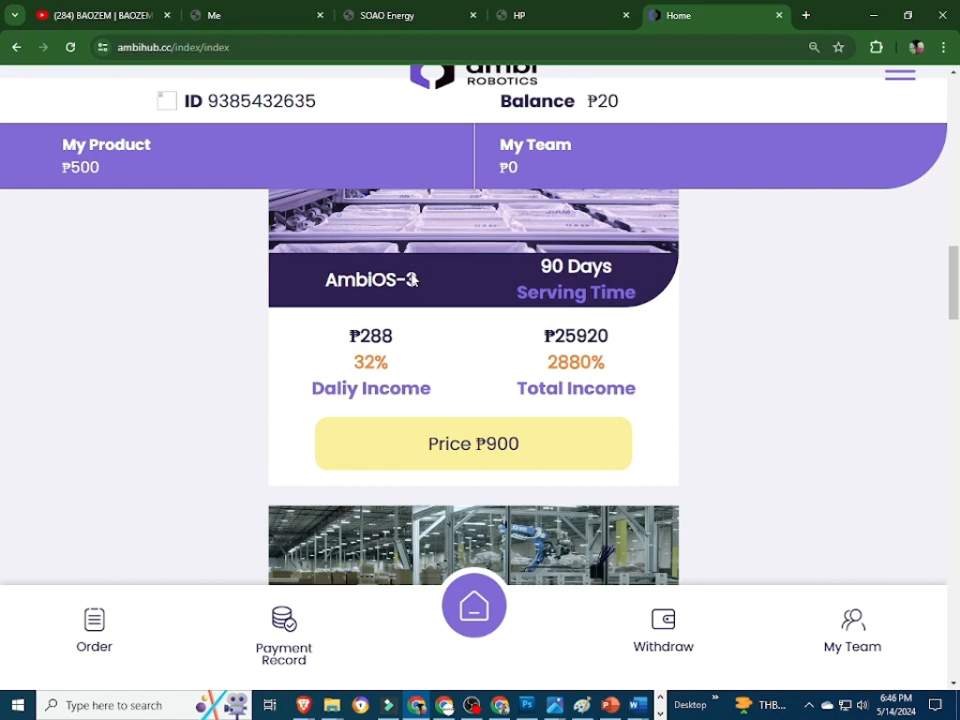 (284) BAOZEM | BAOZEM
Me
SOAO Energy
HP
Home
ambihub.cc/index/index
ambi
ROBOTICS
ID 9385432635
Balance ₱20
My Product
₱500
My Team
₱0
AmbiOS-3
90 Days
Serving Time
₱288
32%
Daliy Income
₱25920
2880%
Total Income
Price ₱900
Order
Payment
Record
Withdraw
My Team
Type here to search
Desktop
THB...
6:46 PM
5/14/2024